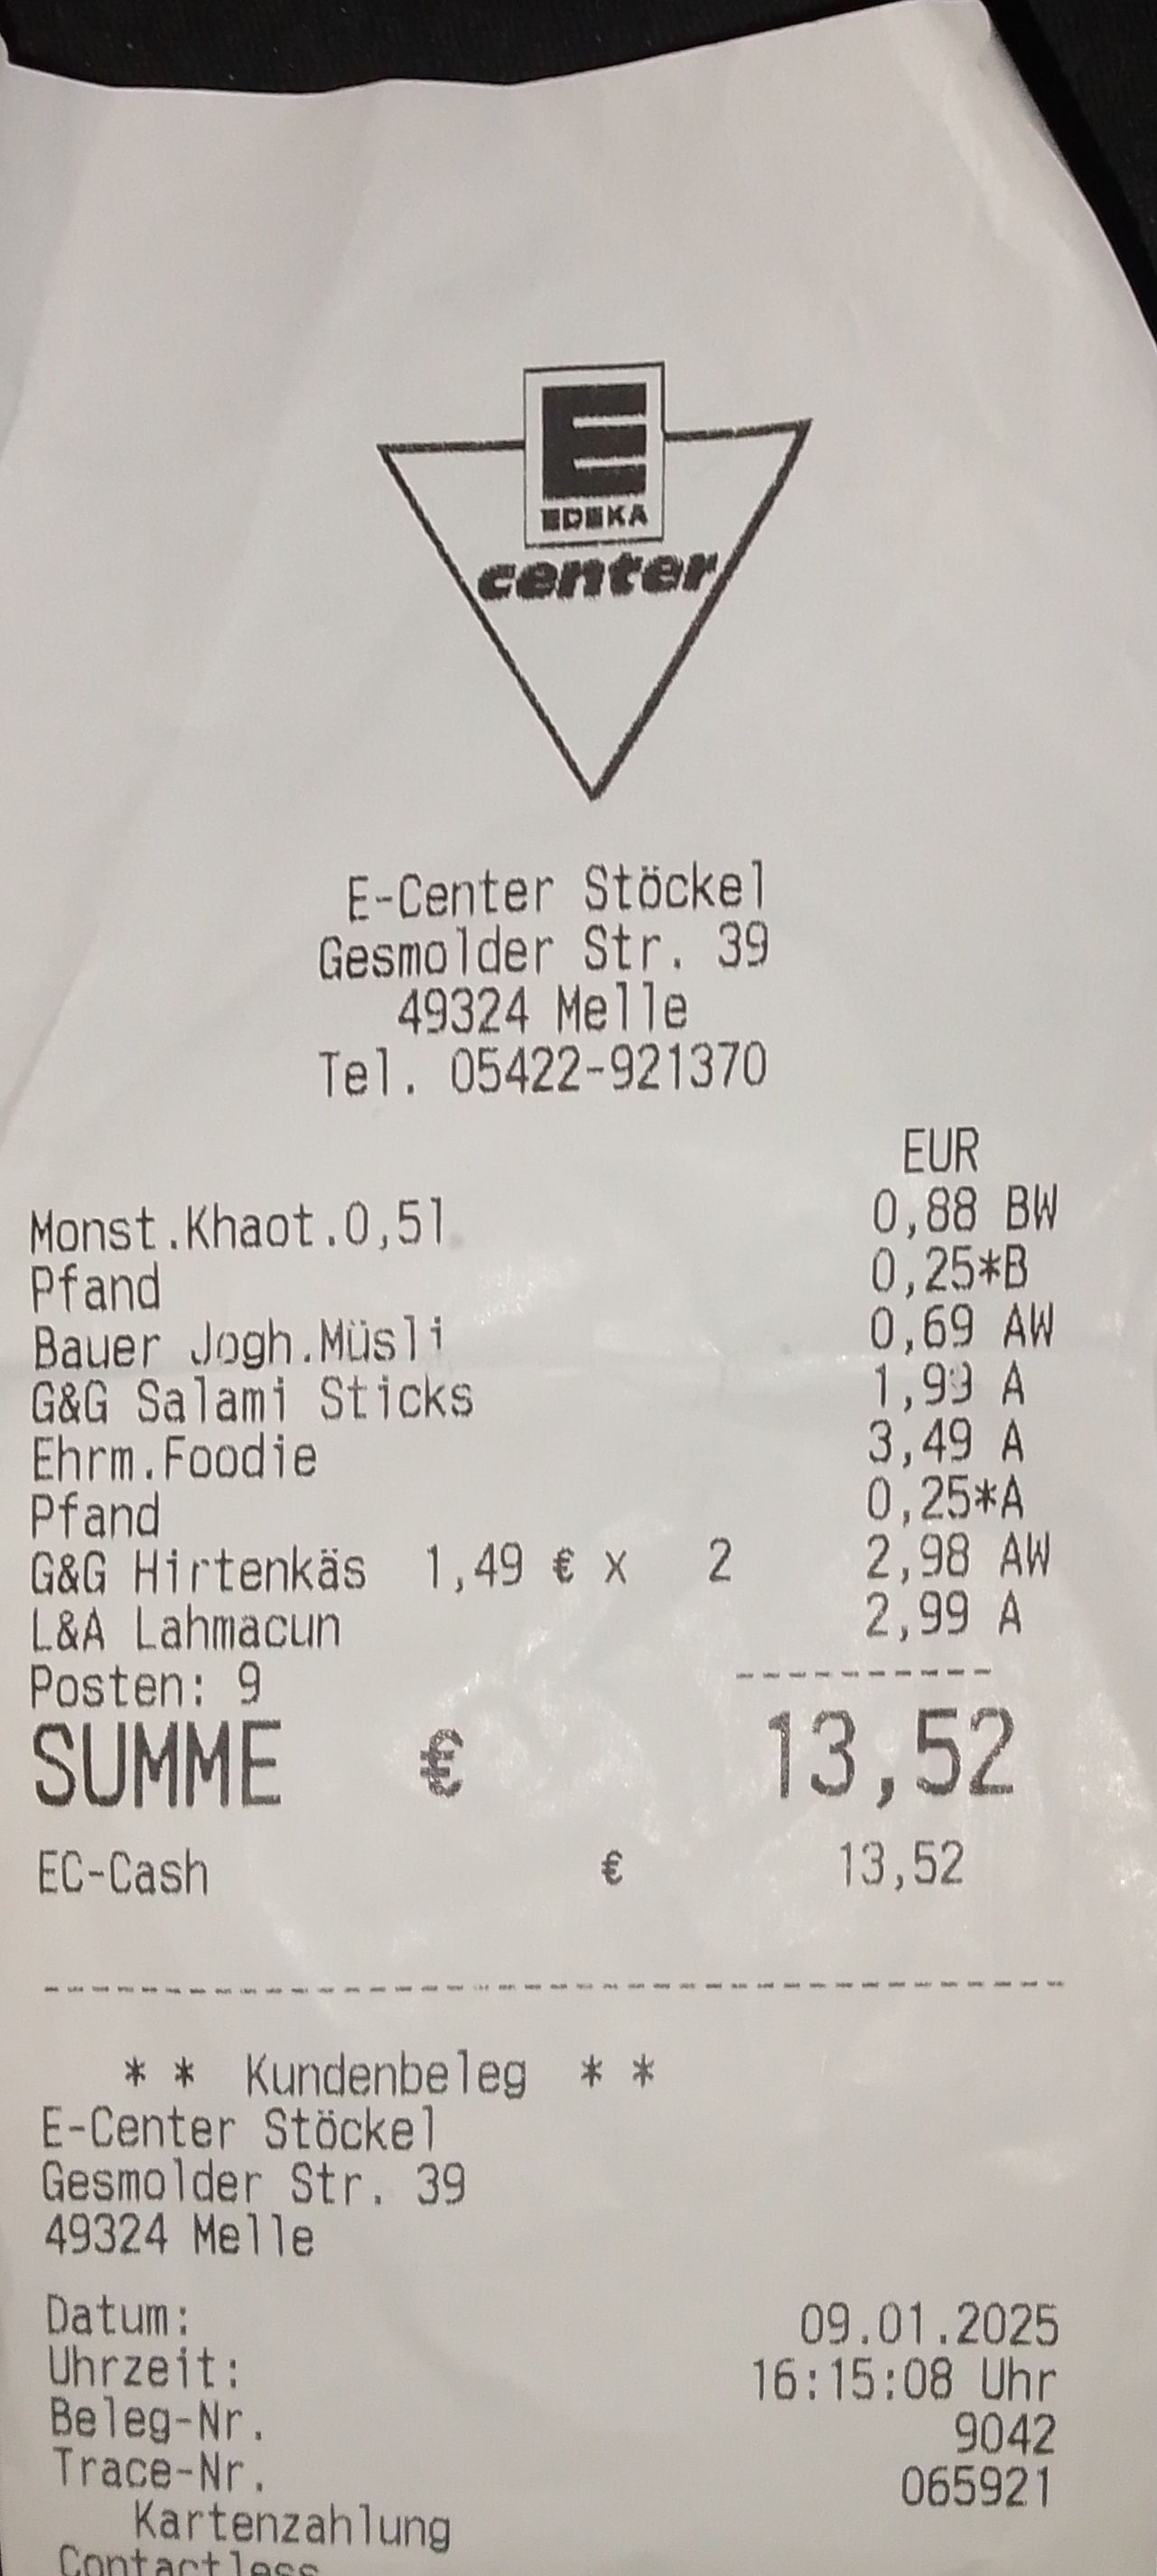 E
EDEKA
center
E-Center Stöckel
Gesmolder Str. 39
49324 Melle
Tel. 05422-921370
EUR
Monst.Khaot.0,5l 0,88 BW
Pfand 0,25*B
Bauer Jogh.Müsli 0,69 AW
G&G Salami Sticks 1,99 A
Ehrm.Foodie 3,49 A
Pfand 0,25*A
G&G Hirtenkäs 1,49 € x 2 2,98 AW
L&A Lahmacun 2,99 A
Posten: 9
----------
SUMME € 13,52
EC-Cash € 13,52
----------------------------------------
* * Kundenbeleg * *
E-Center Stöckel
Gesmolder Str. 39
49324 Melle
Datum: 09.01.2025
Uhrzeit: 16:15:08 Uhr
Beleg-Nr. 9042
Trace-Nr. 065921
Kartenzahlung
Contactless